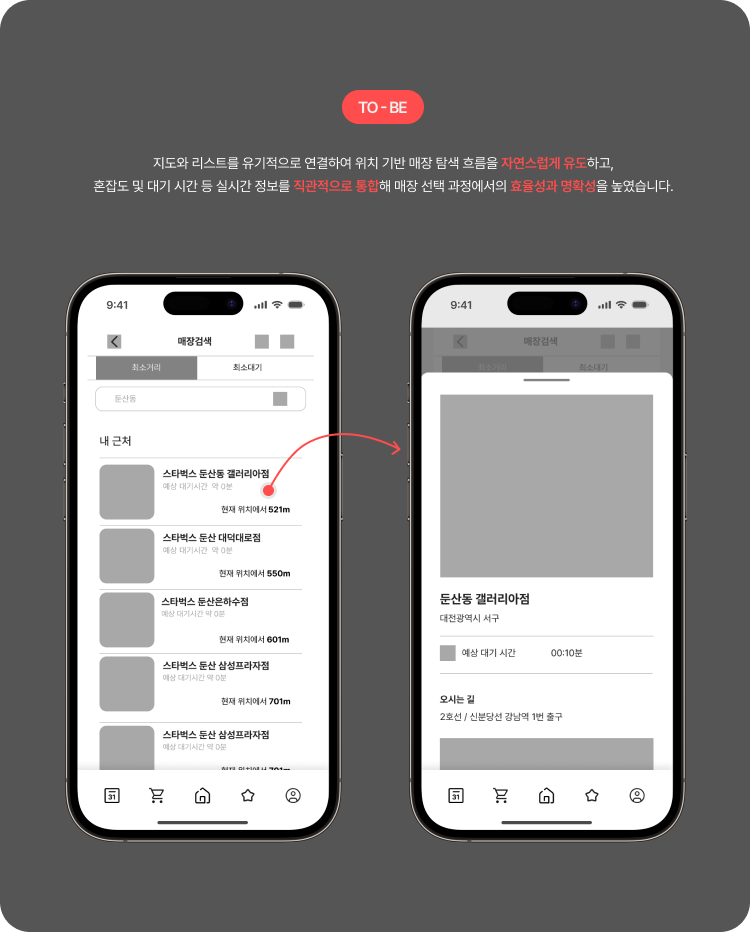 TO - BE
지도와 리스트를 유기적으로 연결하여 위치 기반 매장 탐색 흐름을 자연스럽게 유도하고,
혼잡도 및 대기 시간 등 실시간 정보를 직관적으로 통합해 매장 선택 과정에서의 효율성과 명확성을 높였습니다.
9:41
매장검색
최소거리
최소대기
둔산동
내 근처
스타벅스 둔산동 갤러리아점
예상 대기시간 약 0분
현재 위치에서 521m
스타벅스 둔산 대덕대로점
예상 대기시간 약 0분
현재 위치에서 550m
스타벅스 둔산은하수점
예상 대기시간 약 0분
현재 위치에서 601m
스타벅스 둔산 삼성프라자점
예상 대기시간 약 0분
현재 위치에서 701m
스타벅스 둔산 삼성프라자점
예상 대기시간 약 0분
현재 위치에서 701m
31
9:41
매장검색
최소거리
최소대기
둔산동 갤러리아점
대전광역시 서구
예상 대기 시간
00:10분
오시는 길
2호선 / 신분당선 강남역 1번 출구
31